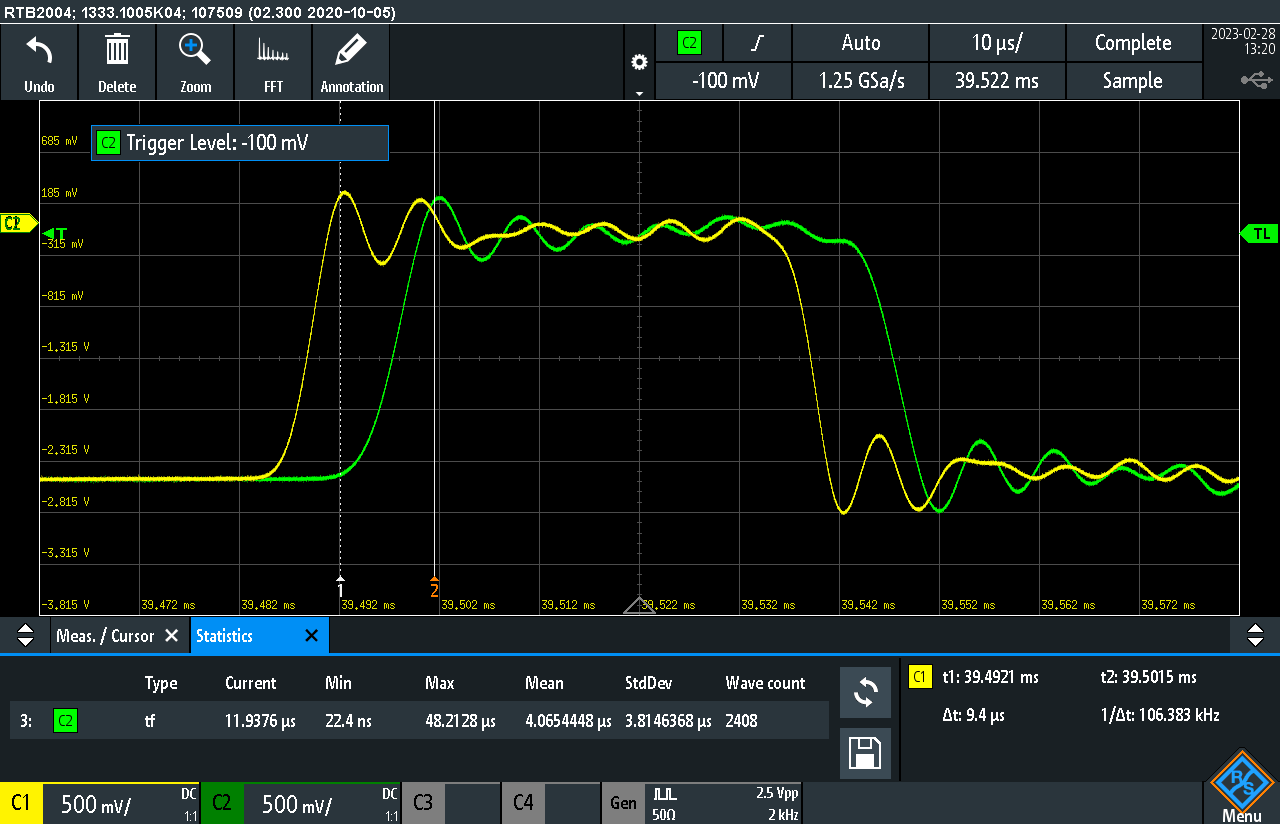 RTB2004; 1333.1005K04; 107509 (02.300 2020-10-05)
Undo Delete Zoom FFT Annotation
C2 Auto 10 µs/ Complete
-100 mV 1.25 GSa/s 39.522 ms Sample
2023-02-28
13:20
C2 Trigger Level: -100 mV
685 mV
185 mV
-315 mV
-815 mV
-1.315 V
-1.815 V
-2.315 V
-2.815 V
-3.315 V
-3.815 V
T
TL
1 2
39.472 ms 39.482 ms 39.492 ms 39.502 ms 39.512 ms 39.522 ms 39.532 ms 39.542 ms 39.552 ms 39.562 ms 39.572 ms
Meas. / Cursor Statistics
Type Current Min Max Mean StdDev Wave count
3: C2 tf 11.9376 µs 22.4 ns 48.2128 µs 4.0654448 µs 3.8146368 µs 2408
C1 t1: 39.4921 ms t2: 39.5015 ms
Δt: 9.4 µs 1/Δt: 106.383 kHz
C1 500 mV/ DC 1:1
C2 500 mV/ DC 1:1
C3
C4
Gen 50Ω 2.5 Vpp 2 kHz
R S
Menu